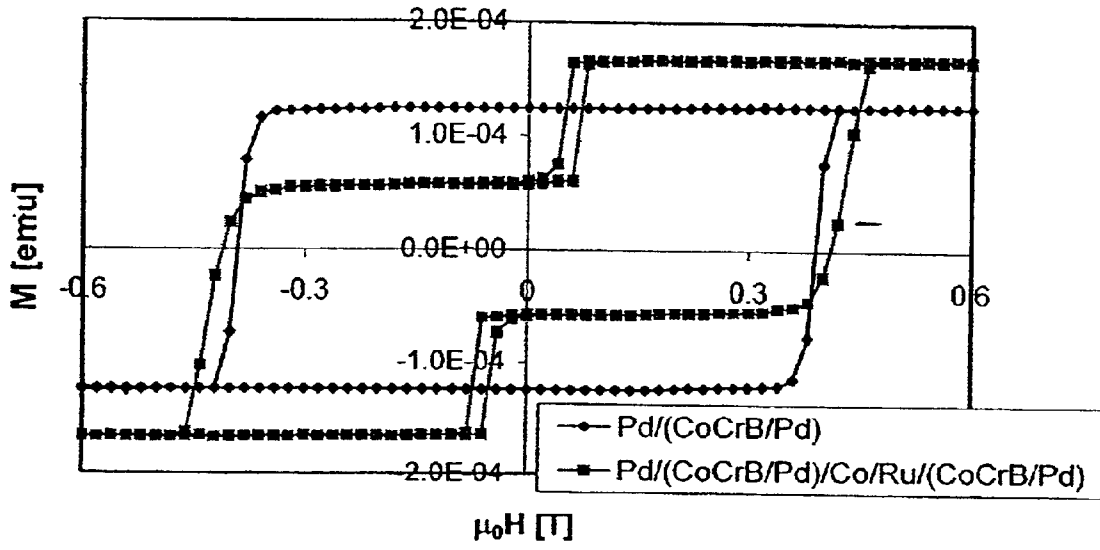 2.0E-04
1.0E-04
0.0E+00
-0.6
-0.3
0
0.3
0.6
-1.0E-04
-2.0E-04
M [emu]
μ₀H [T]
Pd/(CoCrB/Pd)
Pd/(CoCrB/Pd)/Co/Ru/(CoCrB/Pd)